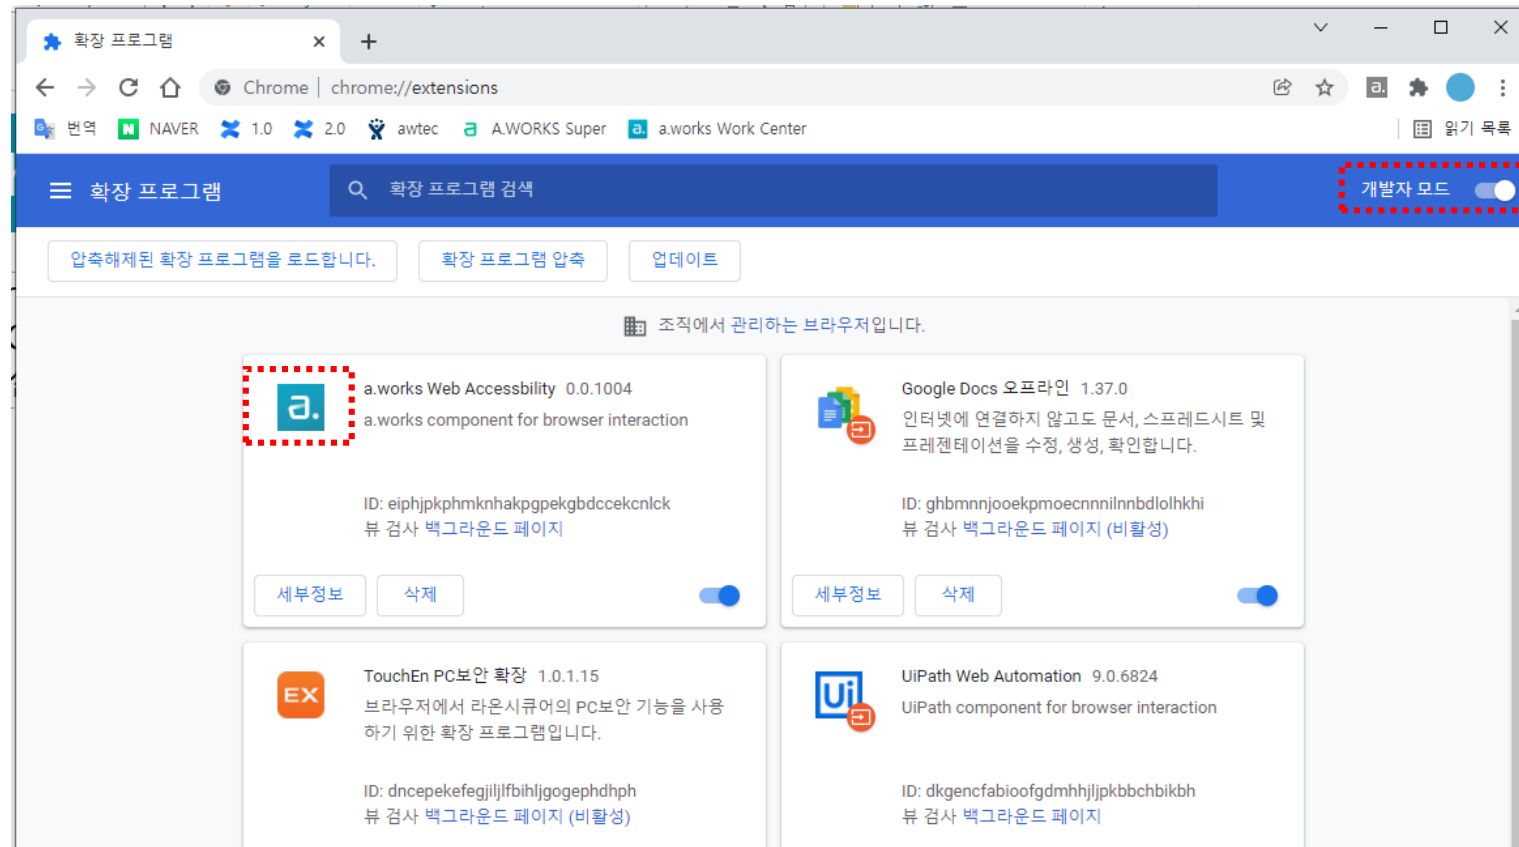 확장 프로그램
Chrome | chrome://extensions
a.
번역 N NAVER 1.0 2.0 awtec a A.WORKS Super a. a.works Work Center 읽기 목록
확장 프로그램 확장 프로그램 검색 개발자 모드
압축해제된 확장 프로그램을 로드합니다. 확장 프로그램 압축 업데이트
조직에서 관리하는 브라우저입니다.
a.
a.works Web Accessbility 0.0.1004
a.works component for browser interaction
ID: eiphjpkphmknhakpgpekgbdccekcnlck
뷰 검사 백그라운드 페이지
세부정보 삭제
Google Docs 오프라인 1.37.0
인터넷에 연결하지 않고도 문서, 스프레드시트 및
프레젠테이션을 수정, 생성, 확인합니다.
ID: ghbmnnjooekpmoecnnnilnnbdlolhkhi
뷰 검사 백그라운드 페이지 (비활성)
세부정보 삭제
EX
TouchEn PC보안 확장 1.0.1.15
브라우저에서 라온시큐어의 PC보안 기능을 사용
하기 위한 확장 프로그램입니다.
ID: dncepekefegjiljlfbihljgogephdhph
뷰 검사 백그라운드 페이지 (비활성)
Ui
UiPath Web Automation 9.0.6824
UiPath component for browser interaction
ID: dkgencfabioofgdmhhjljpkbbchbikbh
뷰 검사 백그라운드 페이지